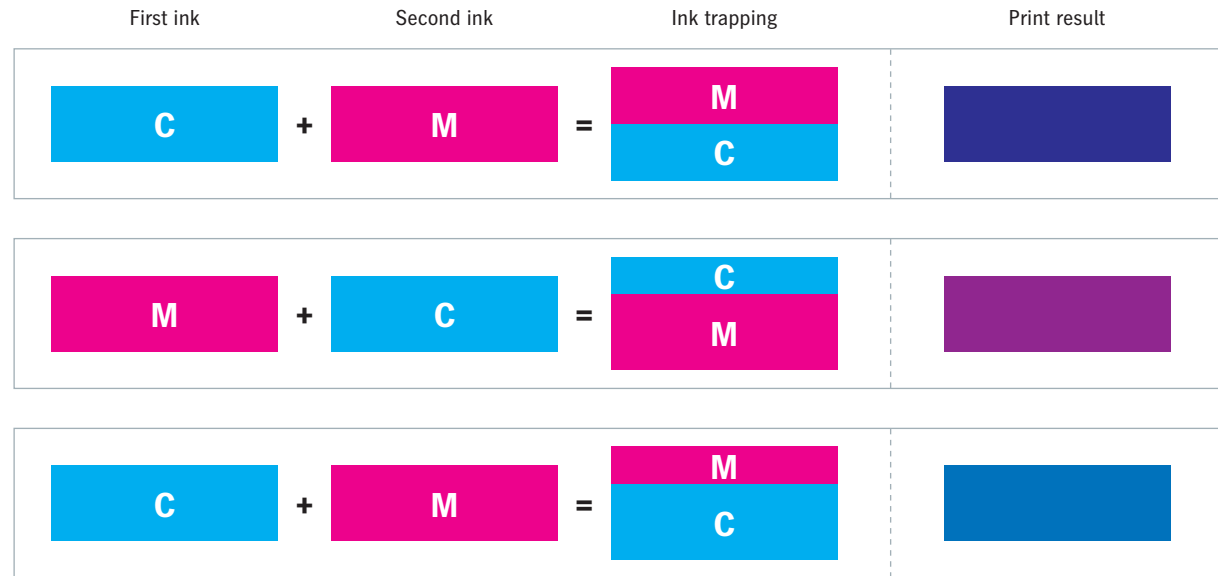 First ink Second ink Ink trapping Print result
M
C + M =
C
C
M + C =
M
M
C + M =
C